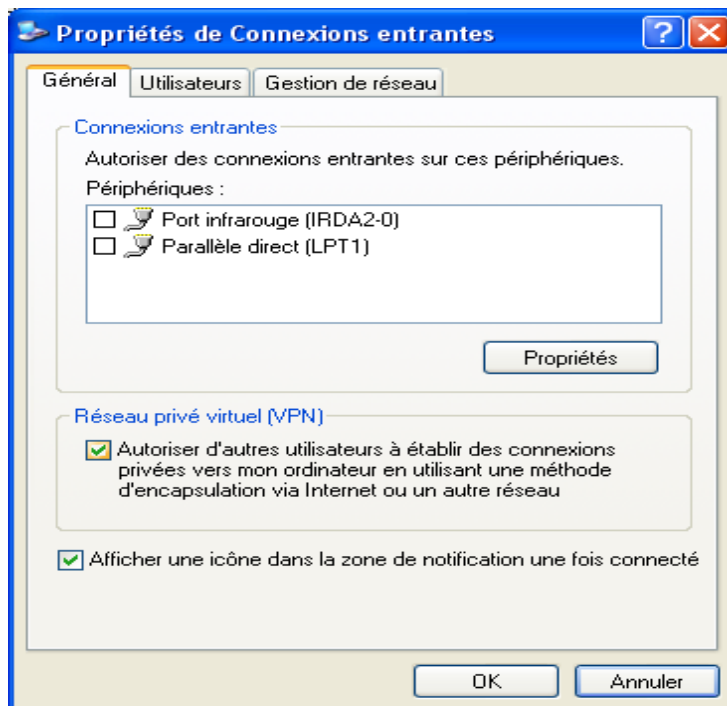 Propriétés de Connexions entrantes
Général Utilisateurs Gestion de réseau
Connexions entrantes
Autoriser des connexions entrantes sur ces périphériques.
Périphériques :
Port infrarouge (IRDA2-0)
Parallèle direct (LPT1)
Propriétés
Réseau privé virtuel (VPN)
Autoriser d'autres utilisateurs à établir des connexions
privées vers mon ordinateur en utilisant une méthode
d'encapsulation via Internet ou un autre réseau
Afficher une icône dans la zone de notification une fois connecté
OK Annuler